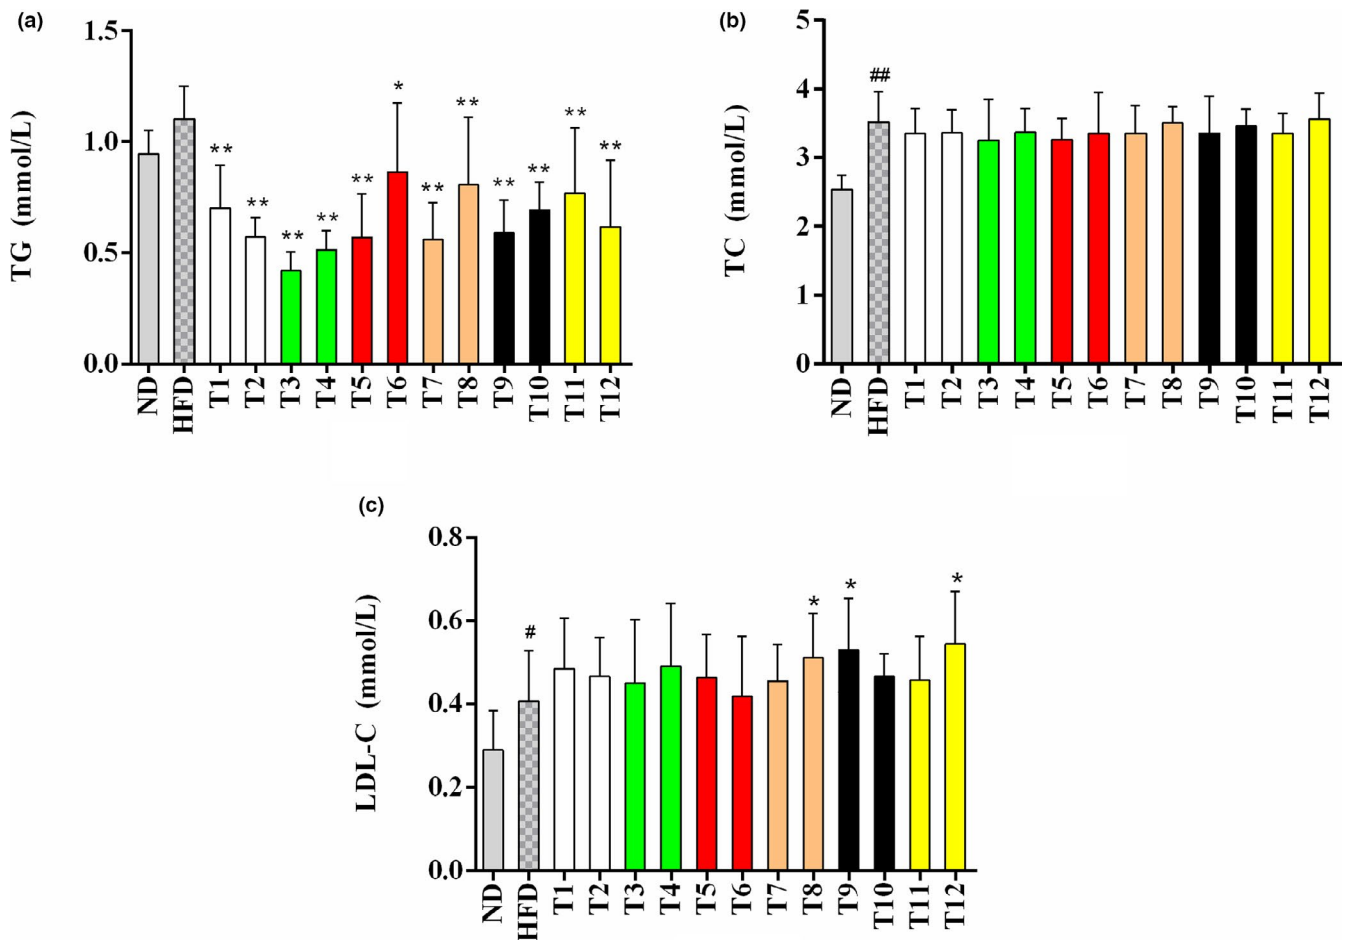 (a)
TG (mmol/L)
1.5
1.0
0.5
0.0
** ** ** ** ** * ** ** ** ** ** **
ND HFD T1 T2 T3 T4 T5 T6 T7 T8 T9 T10 T11 T12
(b)
TC (mmol/L)
5
4
3
2
1
0
##
ND HFD T1 T2 T3 T4 T5 T6 T7 T8 T9 T10 T11 T12
(c)
LDL-C (mmol/L)
0.8
0.6
0.4
0.2
0.0
# * * *
ND HFD T1 T2 T3 T4 T5 T6 T7 T8 T9 T10 T11 T12